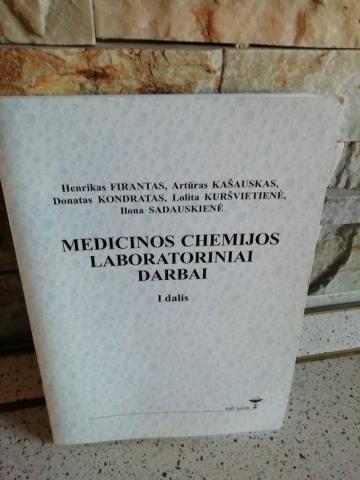 Henrikas FIRANTAS, Artūras KAŠAUSKAS,
Donatas KONDRATAS, Lolita KURŠVIETIENĖ,
Ilona SADAUSKIENĖ
MEDICINOS CHEMIJOS
LABORATORINIAI
DARBAI
I dalis